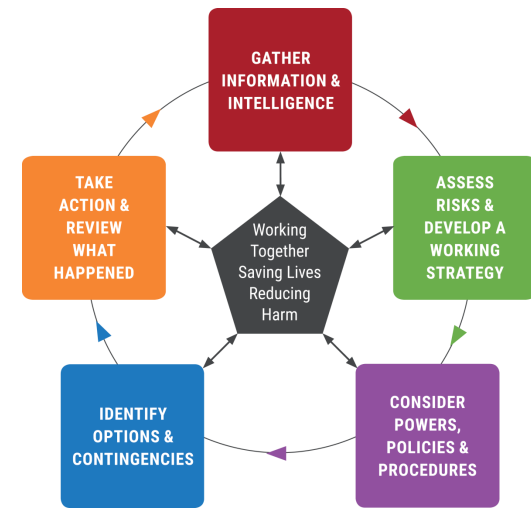 GATHER
INFORMATION &
INTELLIGENCE
ASSESS
RISKS &
DEVELOP A
WORKING
STRATEGY
CONSIDER
POWERS,
POLICIES &
PROCEDURES
IDENTIFY
OPTIONS &
CONTINGENCIES
TAKE
ACTION &
REVIEW
WHAT
HAPPENED
Working
Together
Saving Lives
Reducing
Harm